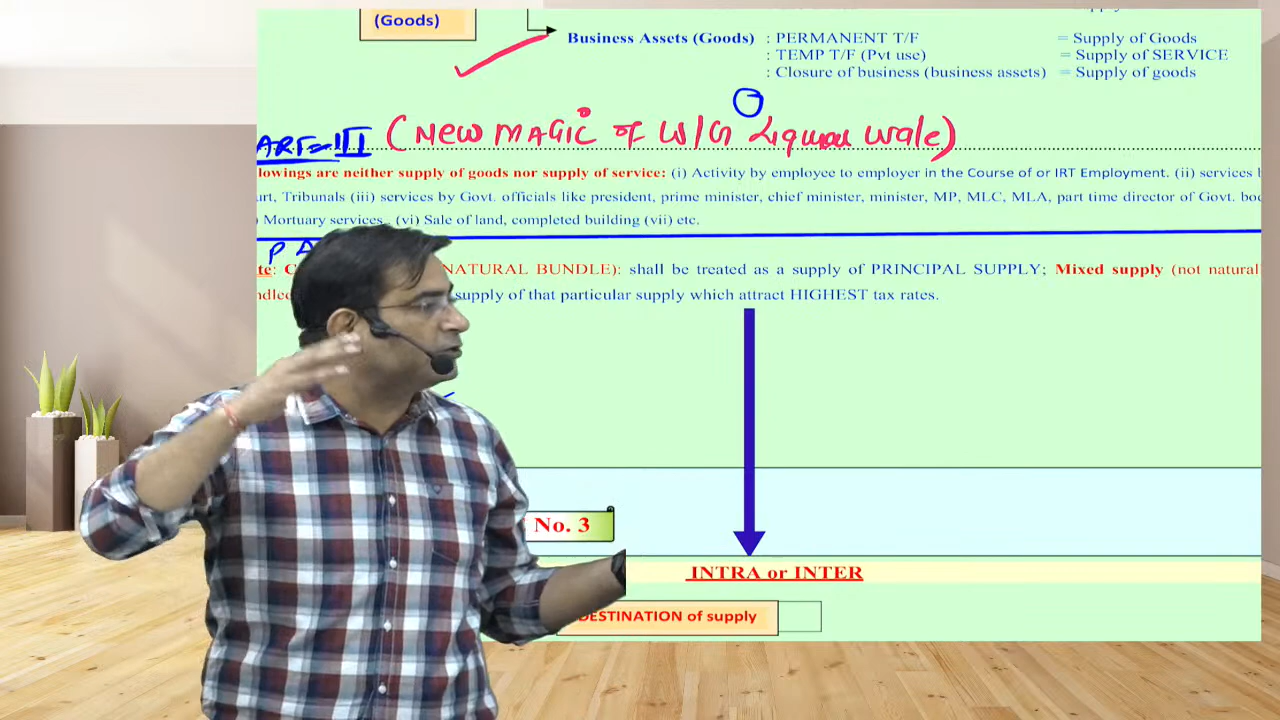 (Goods)
Business Assets (Goods) : PERMANENT T/F = Supply of Goods
: TEMP T/F (Pvt use) = Supply of SERVICE
: Closure of business (business assets) = Supply of goods
ART-III (NEW MAGIC OF W/G Liquor Wale)
lowings are neither supply of goods nor supply of service: (i) Activity by employee to employer in the Course of or IRT Employment. (ii) services b
urt, Tribunals (iii) services by Govt. officials like president, prime minister, chief minister, minister, MP, MLC, MLA, part time director of Govt. bod
) Mortuary services. (vi) Sale of land, completed building (vii) etc.
P A
te: C NATURAL BUNDLE): shall be treated as a supply of PRINCIPAL SUPPLY; Mixed supply (not natural
ndled supply of that particular supply which attract HIGHEST tax rates.
No. 3
INTRA or INTER
DESTINATION of supply